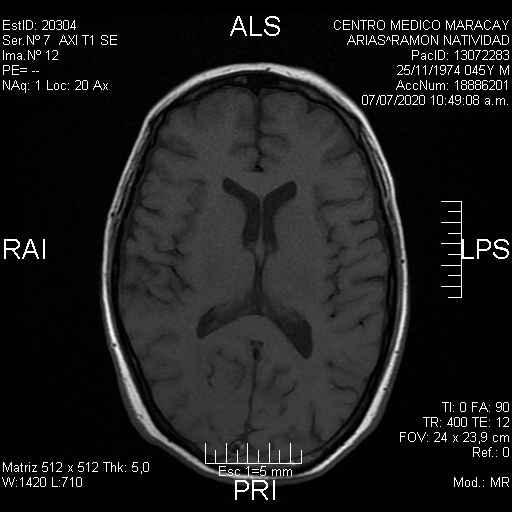 EstID: 20304
Ser.Nº 7 AXI T1 SE
Ima.Nº 12
PE= --
NAq: 1 Loc: 20 Ax
ALS
CENTRO MEDICO MARACAY
ARIAS^RAMON NATIVIDAD
PacID: 13072283
25/11/1974 045Y M
AccNum: 18886201
07/07/2020 10:49:08 a.m.
RAI
LPS
TI: 0 FA: 90
TR: 400 TE: 12
FOV: 24 x 23,9 cm
Ref.: 0
Mod.: MR
Matriz 512 x 512 Thk: 5,0
W:1420 L:710
Esc 1=5 mm
PRI